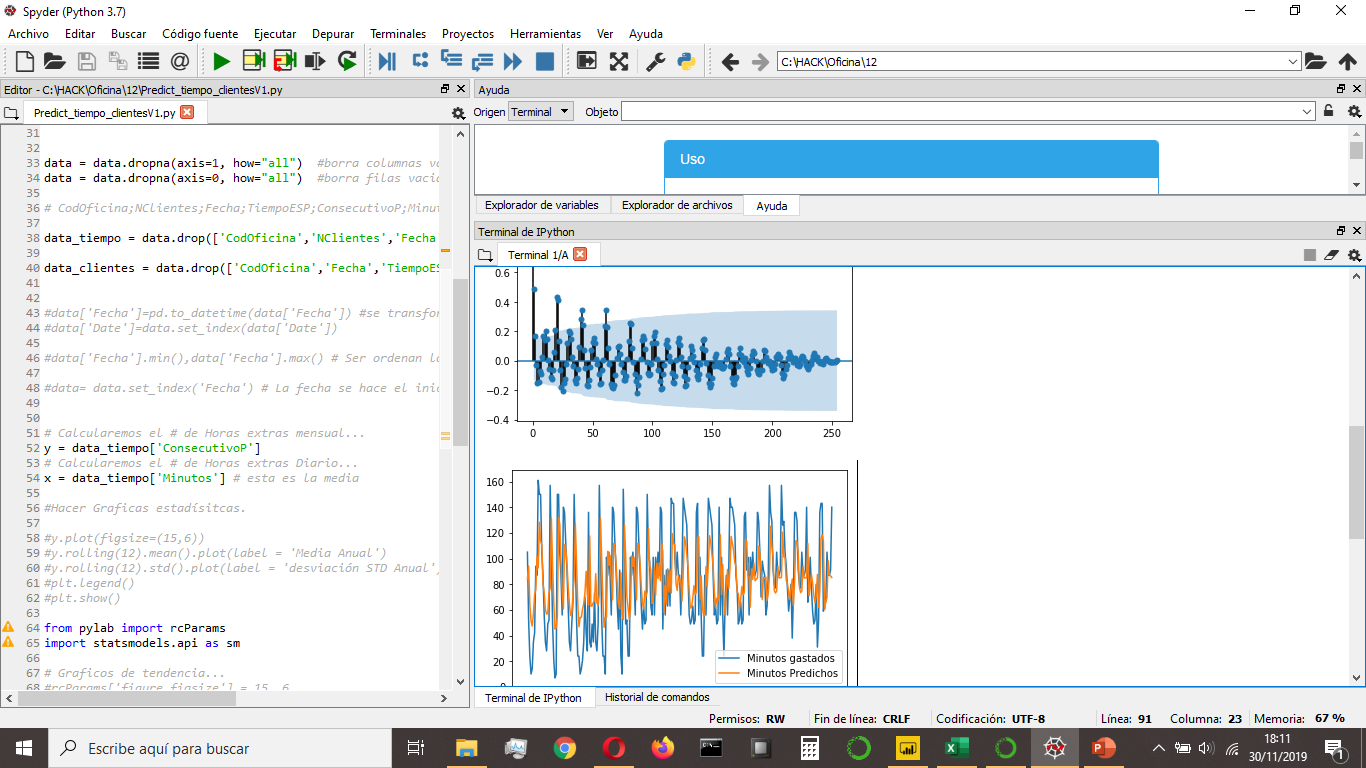 Spyder (Python 3.7)
Archivo Editar Buscar Código fuente Ejecutar Depurar Terminales Proyectos Herramientas Ver Ayuda
C:\HACK\Oficina\12
Editor - C:\HACK\Oficina\12\Predict_tiempo_clientesV1.py
Predict_tiempo_clientesV1.py
31
32
33 data = data.dropna(axis=1, how="all")  #borra columnas va
34 data = data.dropna(axis=0, how="all")  #borra filas vacia
35
36 # CodOficina;NClientes;Fecha;TiempoESP;ConsecutivoP;Minut
37
38 data_tiempo = data.drop(['CodOficina','NClientes','Fecha
39
40 data_clientes = data.drop(['CodOficina','Fecha','TiempoES
41
42
43 #data['Fecha']=pd.to_datetime(data['Fecha']) #se transfor
44 #data['Date']=data.set_index(data['Date'])
45
46 #data['Fecha'].min(),data['Fecha'].max() # Ser ordenan la
47
48 #data= data.set_index('Fecha') # La fecha se hace el inic
49
50
51 # Calcularemos el # de Horas extras mensual...
52 y = data_tiempo['ConsecutivoP']
53 # Calcularemos el # de Horas extras Diario...
54 x = data_tiempo['Minutos'] # esta es la media
55
56 #Hacer Graficas estadísitcas.
57
58 #y.plot(figsize=(15,6))
59 #y.rolling(12).mean().plot(label = 'Media Anual')
60 #y.rolling(12).std().plot(label = 'desviación STD Anual')
61 #plt.legend()
62 #plt.show()
63
64 from pylab import rcParams
65 import statsmodels.api as sm
66
67 # Graficos de tendencia...
68 #rcParams['figure.figsize'] = 15, 6
Ayuda
Origen Terminal Objeto
Uso
Explorador de variables Explorador de archivos Ayuda
Terminal de IPython
Terminal 1/A
0.6
0.4
0.2
0.0
−0.2
−0.4
0 50 100 150 200 250
160
140
120
100
80
60
40
20
0
Minutos gastados
Minutos Predichos
Terminal de IPython Historial de comandos
Permisos: RW Fin de línea: CRLF Codificación: UTF-8 Línea: 91 Columna: 23 Memoria: 67 %
Escribe aquí para buscar
18:11
30/11/2019
1